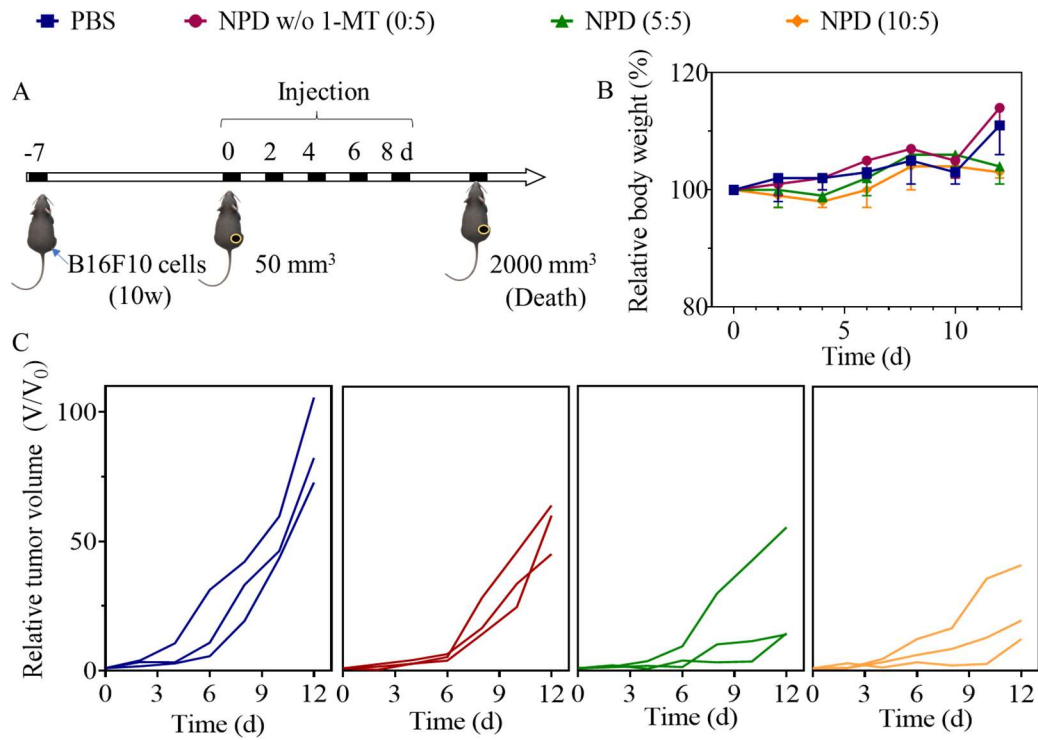 PBS NPD w/o 1-MT (0:5) NPD (5:5) NPD (10:5)
A
Injection
-7 0 2 4 6 8 d
B16F10 cells
(10w)
50 mm³
2000 mm³
(Death)
B
Relative body weight (%)
120
100
80
0 5 10
Time (d)
C
Relative tumor volume (V/V₀)
100
50
0
0 3 6 9 12
Time (d)
0 3 6 9 12
Time (d)
0 3 6 9 12
Time (d)
0 3 6 9 12
Time (d)